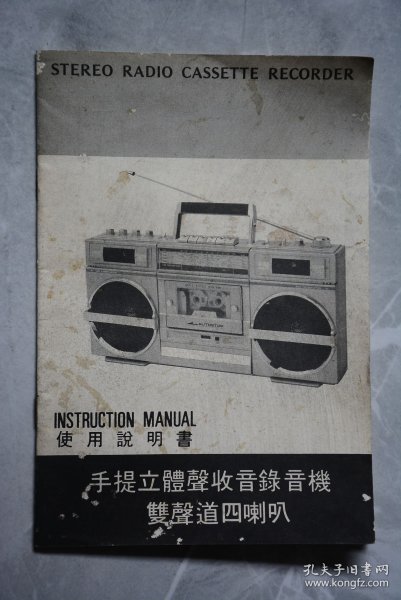 STEREO RADIO CASSETTE RECORDER
INSTRUCTION MANUAL
使用說明書
手提立體聲收音錄音機
雙聲道四喇叭
孔夫子旧书网
www.kongfz.com